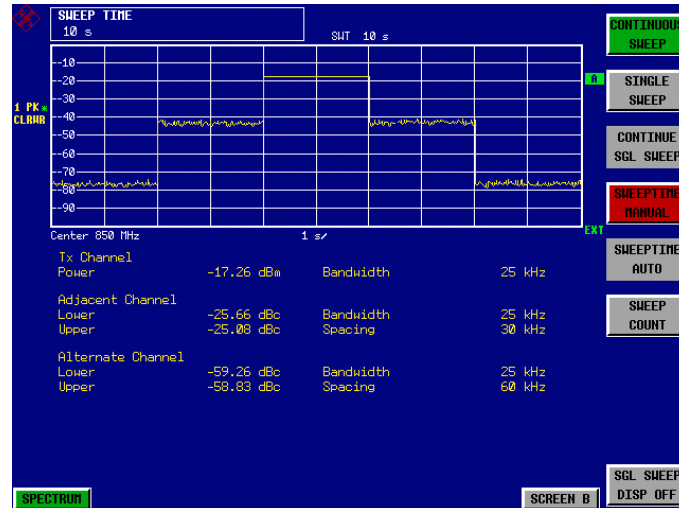 SWEEP TIME
10 s
SWT 10 s
-10
-20
-30
-40
-50
-60
-70
-80
-90
1 PK*
CLRWR
A
EXT
Center 850 MHz 1 s/
Tx Channel
Power -17.26 dBm Bandwidth 25 kHz
Adjacent Channel
Lower -25.66 dBc Bandwidth 25 kHz
Upper -25.08 dBc Spacing 30 kHz
Alternate Channel
Lower -59.26 dBc Bandwidth 25 kHz
Upper -58.83 dBc Spacing 60 kHz
SPECTRUM
SCREEN B
CONTINUOUS
SWEEP
SINGLE
SWEEP
CONTINUE
SGL SWEEP
SWEEPTIME
MANUAL
SWEEPTIME
AUTO
SWEEP
COUNT
SGL SWEEP
DISP OFF